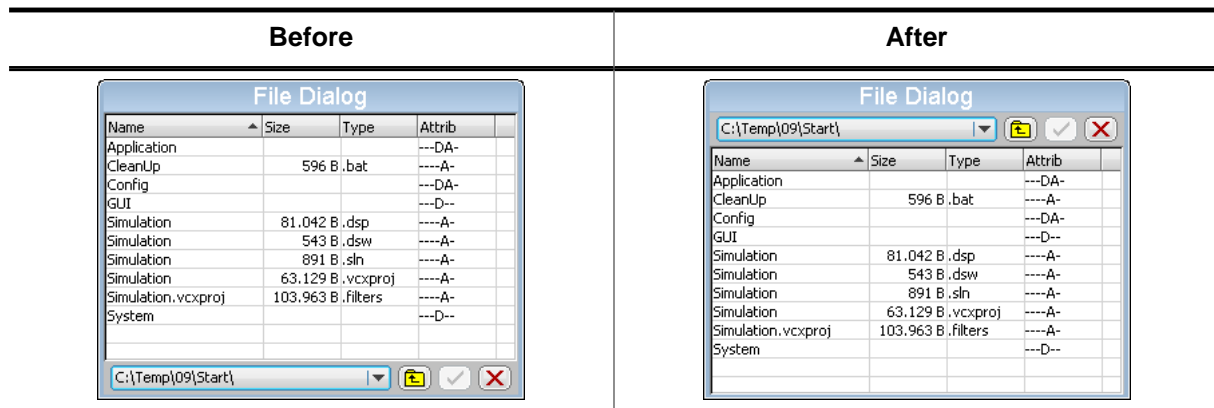 Before
After
File Dialog
Name Size Type Attrib
Application ---DA-
CleanUp 596 B .bat ----A-
Config ---DA-
GUI ---D--
Simulation 81.042 B .dsp ----A-
Simulation 543 B .dsw ----A-
Simulation 891 B .sln ----A-
Simulation 63.129 B .vcxproj ----A-
Simulation.vcxproj 103.963 B .filters ----A-
System ---D--
C:\Temp\09\Start\
File Dialog
C:\Temp\09\Start\
Name Size Type Attrib
Application ---DA-
CleanUp 596 B .bat ----A-
Config ---DA-
GUI ---D--
Simulation 81.042 B .dsp ----A-
Simulation 543 B .dsw ----A-
Simulation 891 B .sln ----A-
Simulation 63.129 B .vcxproj ----A-
Simulation.vcxproj 103.963 B .filters ----A-
System ---D--